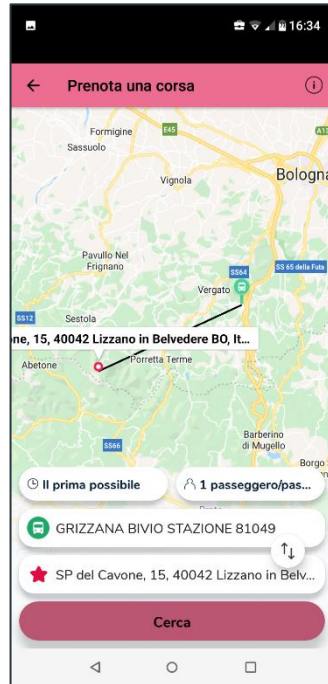 16:34
Prenota una corsa
Formigine
E45
A13
Sassuolo
Bologna
Vignola
Pavullo Nel
Frignano
SS64
SS 65 della Futa
Vergato
SS12
Sestola
ne, 15, 40042 Lizzano in Belvedere BO, It...
Abetone
Porretta Terme
SS66
Barberino
di Mugello
Borgo
Il prima possibile
1 passeggero/pas...
GRIZZANA BIVIO STAZIONE 81049
SP del Cavone, 15, 40042 Lizzano in Belv...
Cerca